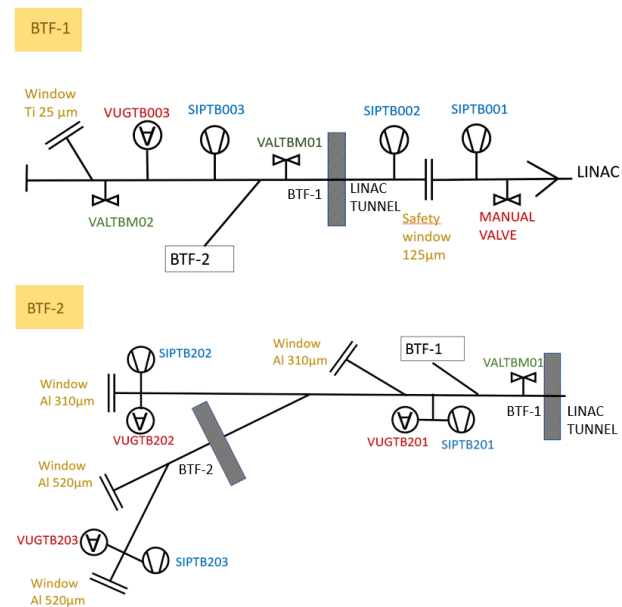 BTF-1
Window
Ti 25 µm
VUGTB003
SIPTB003
SIPTB002
SIPTB001
VALTBM01
LINAC
BTF-1
LINAC
TUNNEL
VALTBM02
Safety
window
125µm
MANUAL
VALVE
BTF-2
BTF-2
SIPTB202
Window
Al 310µm
BTF-1
VALTBM01
Window
Al 310µm
BTF-1
LINAC
TUNNEL
VUGTB202
VUGTB201
SIPTB201
BTF-2
Window
Al 520µm
VUGTB203
SIPTB203
Window
Al 520µm